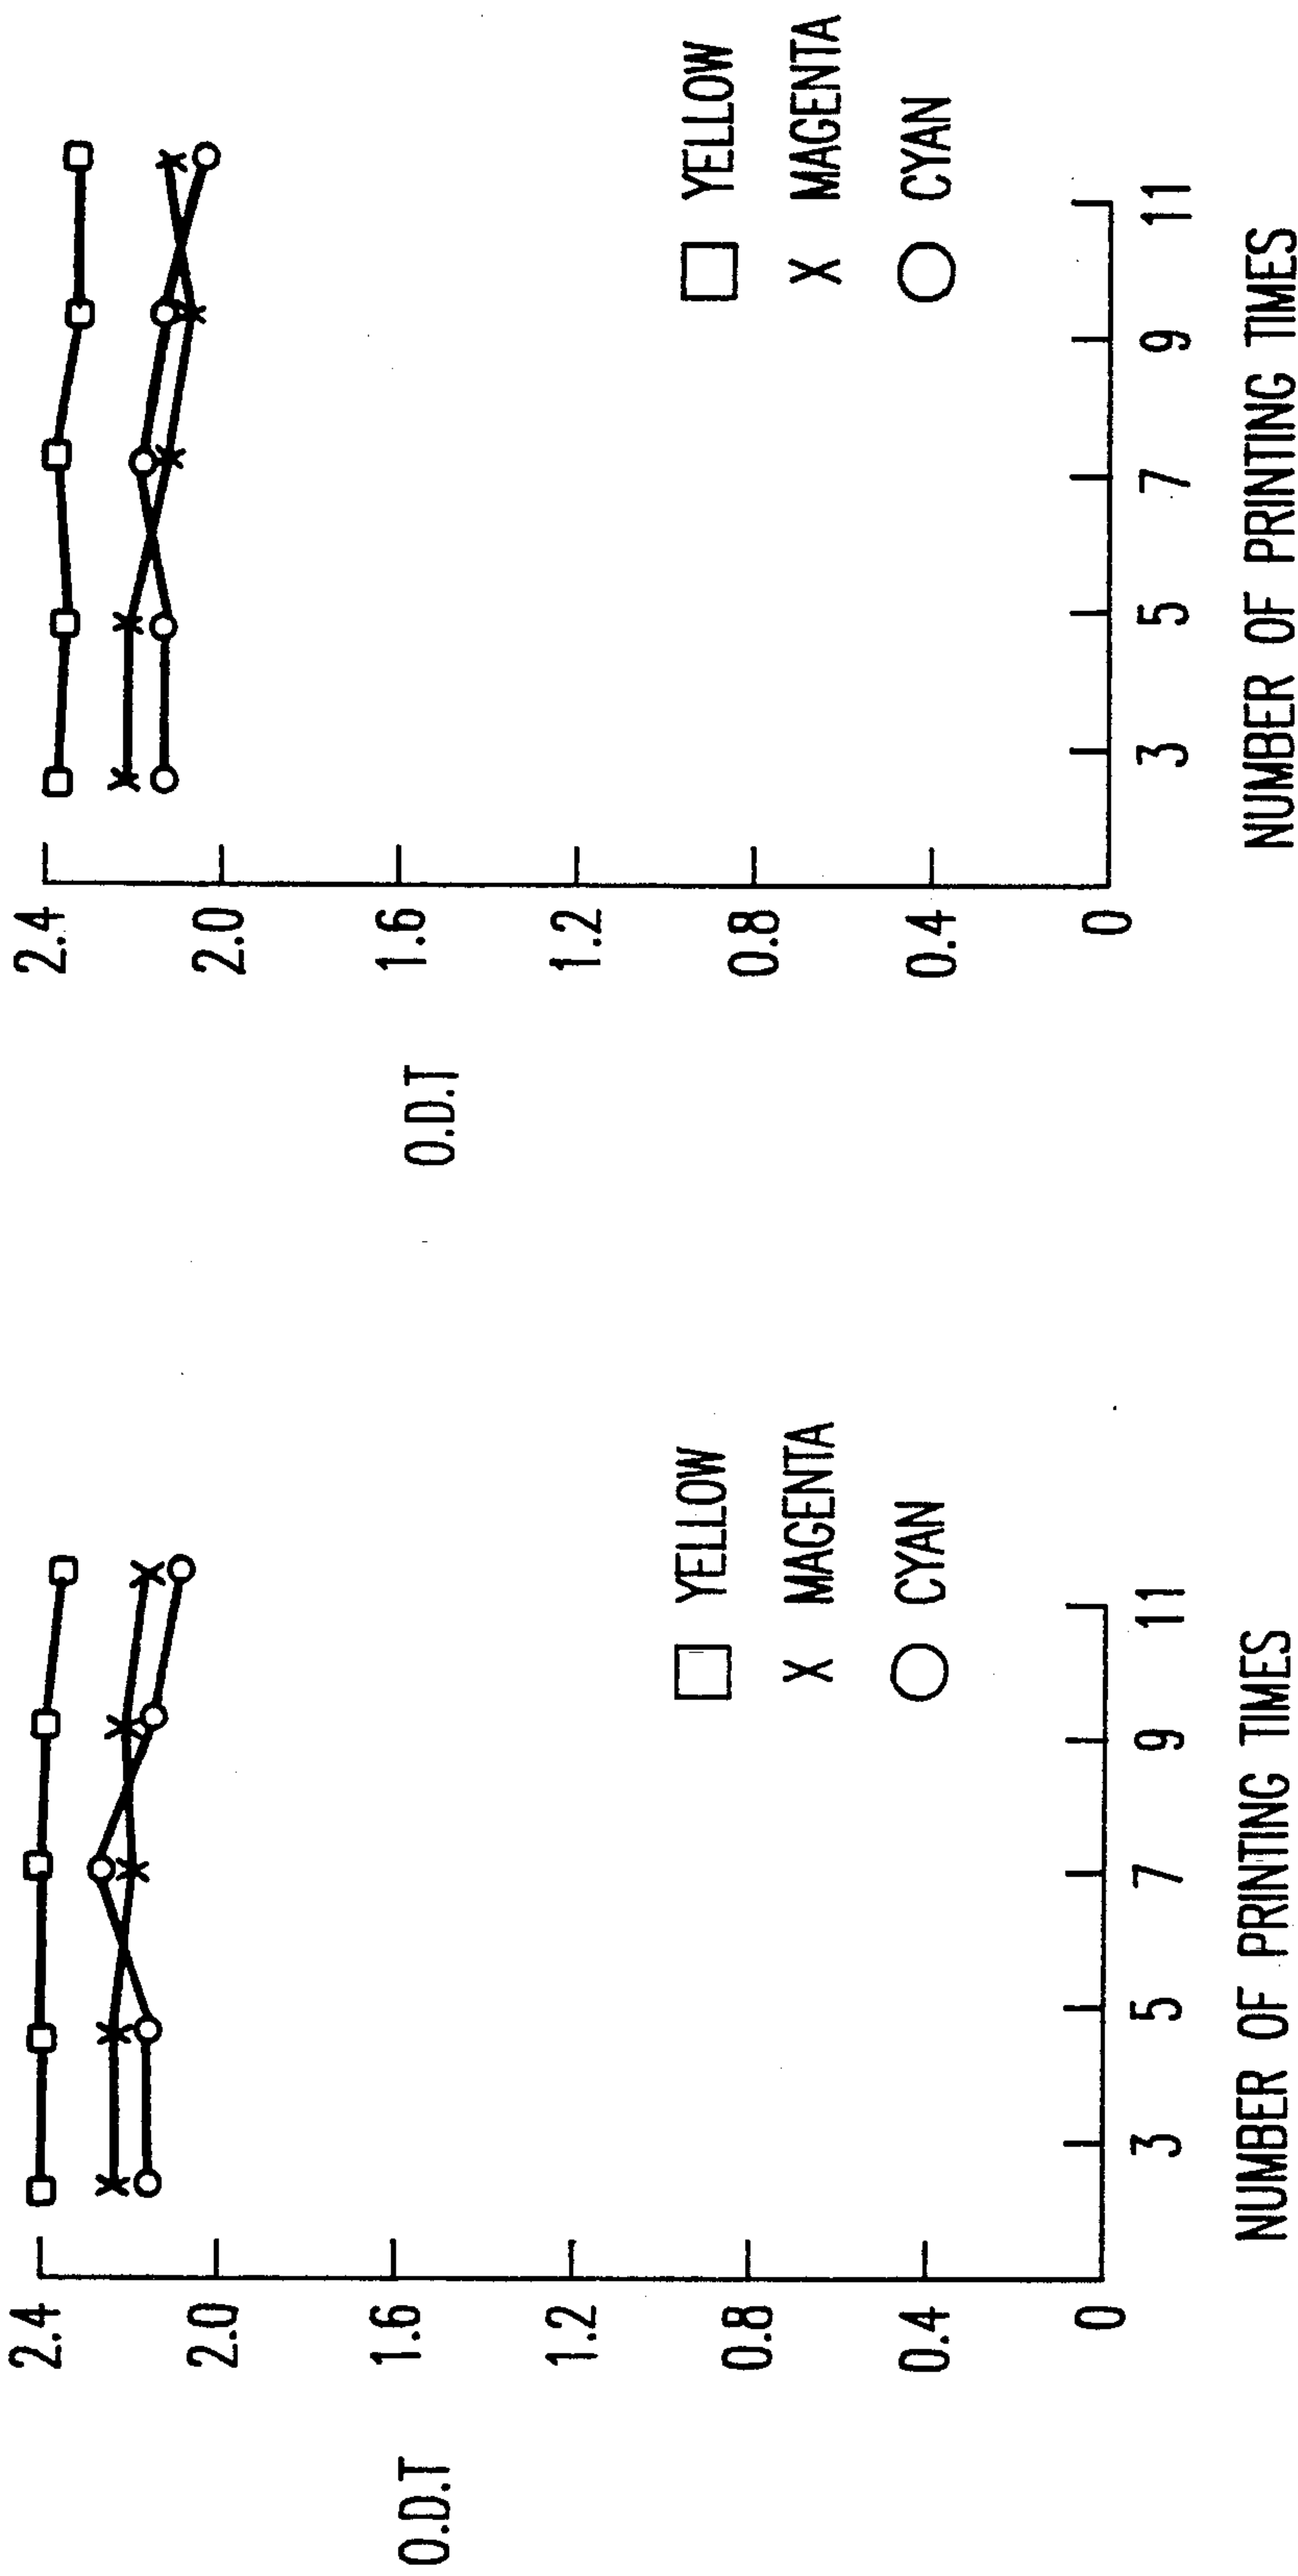 O.D.T
2.4
2.0
1.6
1.2
0.8
0.4
0
3
5
7
9
11
NUMBER OF PRINTING TIMES
YELLOW
X MAGENTA
CYAN
O.D.T
2.4
2.0
1.6
1.2
0.8
0.4
0
3
5
7
9
11
NUMBER OF PRINTING TIMES
YELLOW
X MAGENTA
CYAN